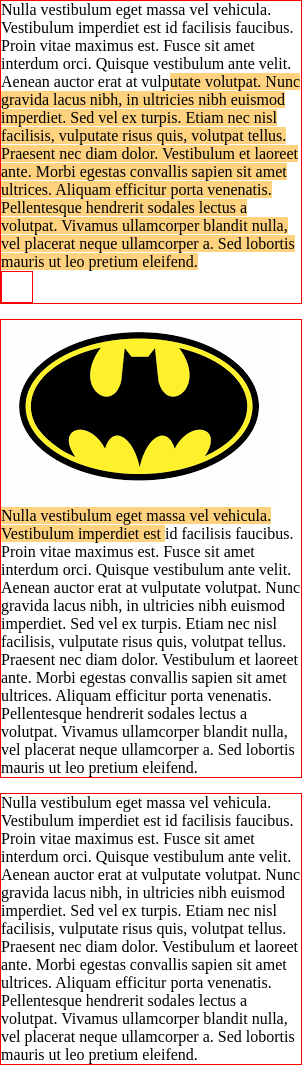 Nulla vestibulum eget massa vel vehicula.
Vestibulum imperdiet est id facilisis faucibus.
Proin vitae maximus est. Fusce sit amet
interdum orci. Quisque vestibulum ante velit.
Aenean auctor erat at vulputate volutpat. Nunc
gravida lacus nibh, in ultricies nibh euismod
imperdiet. Sed vel ex turpis. Etiam nec nisl
facilisis, vulputate risus quis, volutpat tellus.
Praesent nec diam dolor. Vestibulum et laoreet
ante. Morbi egestas convallis sapien sit amet
ultrices. Aliquam efficitur porta venenatis.
Pellentesque hendrerit sodales lectus a
volutpat. Vivamus ullamcorper blandit nulla,
vel placerat neque ullamcorper a. Sed lobortis
mauris ut leo pretium eleifend.
Nulla vestibulum eget massa vel vehicula.
Vestibulum imperdiet est id facilisis faucibus.
Proin vitae maximus est. Fusce sit amet
interdum orci. Quisque vestibulum ante velit.
Aenean auctor erat at vulputate volutpat. Nunc
gravida lacus nibh, in ultricies nibh euismod
imperdiet. Sed vel ex turpis. Etiam nec nisl
facilisis, vulputate risus quis, volutpat tellus.
Praesent nec diam dolor. Vestibulum et laoreet
ante. Morbi egestas convallis sapien sit amet
ultrices. Aliquam efficitur porta venenatis.
Pellentesque hendrerit sodales lectus a
volutpat. Vivamus ullamcorper blandit nulla,
vel placerat neque ullamcorper a. Sed lobortis
mauris ut leo pretium eleifend.
Nulla vestibulum eget massa vel vehicula.
Vestibulum imperdiet est id facilisis faucibus.
Proin vitae maximus est. Fusce sit amet
interdum orci. Quisque vestibulum ante velit.
Aenean auctor erat at vulputate volutpat. Nunc
gravida lacus nibh, in ultricies nibh euismod
imperdiet. Sed vel ex turpis. Etiam nec nisl
facilisis, vulputate risus quis, volutpat tellus.
Praesent nec diam dolor. Vestibulum et laoreet
ante. Morbi egestas convallis sapien sit amet
ultrices. Aliquam efficitur porta venenatis.
Pellentesque hendrerit sodales lectus a
volutpat. Vivamus ullamcorper blandit nulla,
vel placerat neque ullamcorper a. Sed lobortis
mauris ut leo pretium eleifend.